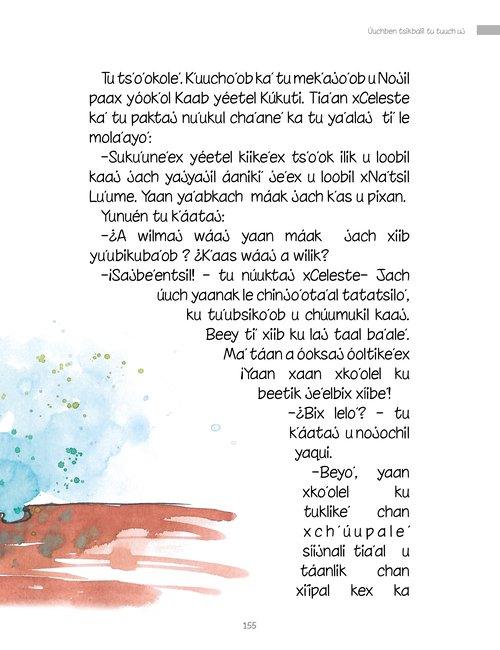 Úuchben tsikbalil tu tuuch uj
Tu ts'o'okole'. K'uucho'ob ka' tu mek'ajo'ob u Nojil
paax yóok'ol Kaab yéetel Kúkuti. Tia'an xCeleste
ka' tu paktaj nu'ukul cha'ane' ka tu ya'alaj ti' le
mola'ayo':
–Suku'une'ex yéetel kiike'ex ts'o'ok ilik u loobil
kaaj jach yajyajil áanikí' je'ex u loobil xNa'tsil
Lu'ume. Yaan ya'abkach máak jach k'as u pixan.
Yunuén tu k'áataj:
–¿A wilmaj wáaj yaan máak jach xiib
yu'ubikuba'ob ? ¿K'aas wáaj a wilik?
–¡Jasbe'entsil! – tu núuktaj xCeleste– Jach
úuch yaanak le chinjo'ota'al tatatsilo',
ku tu'ubsiko'ob u chúumukil kaaj.
Beey ti' xiib ku laj taal ba'ale'.
Ma' táan a óoksaj óoltike'ex
¡Yaan xaan xko'olel ku
beetik je'elbix xiibe'!
–¿Bix lelo'? – tu
k'áataj u nojochil
yaqui.
–Beyo', yaan
xko'olel ku
tuklike' chan
xch'úupale'
síijnali tia'al u
táanlik chan
xiipal kex ka
155